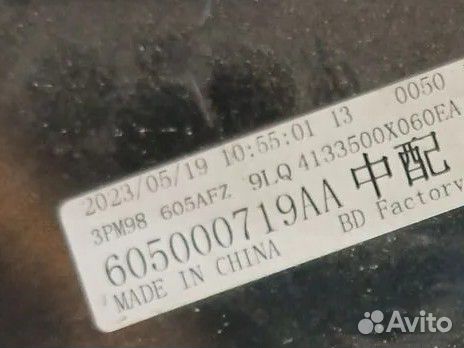 2023/05/19 10:55:01 13 0050
3PM98 605AFZ 9LQ 4133500X060EA
605000719AA 中配
MADE IN CHINA BD Factory
Avito